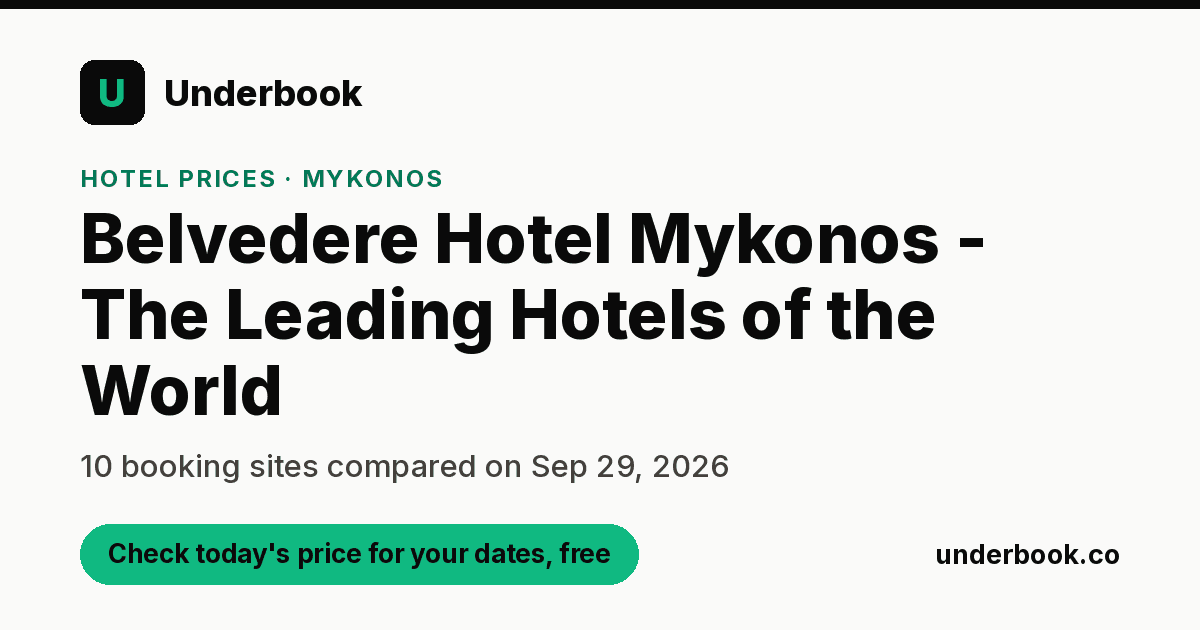 U Underbook
HOTEL PRICES · MYKONOS
Belvedere Hotel Mykonos -
The Leading Hotels of the
World
10 booking sites compared on Sep 29, 2026
Check today's price for your dates, free
underbook.co